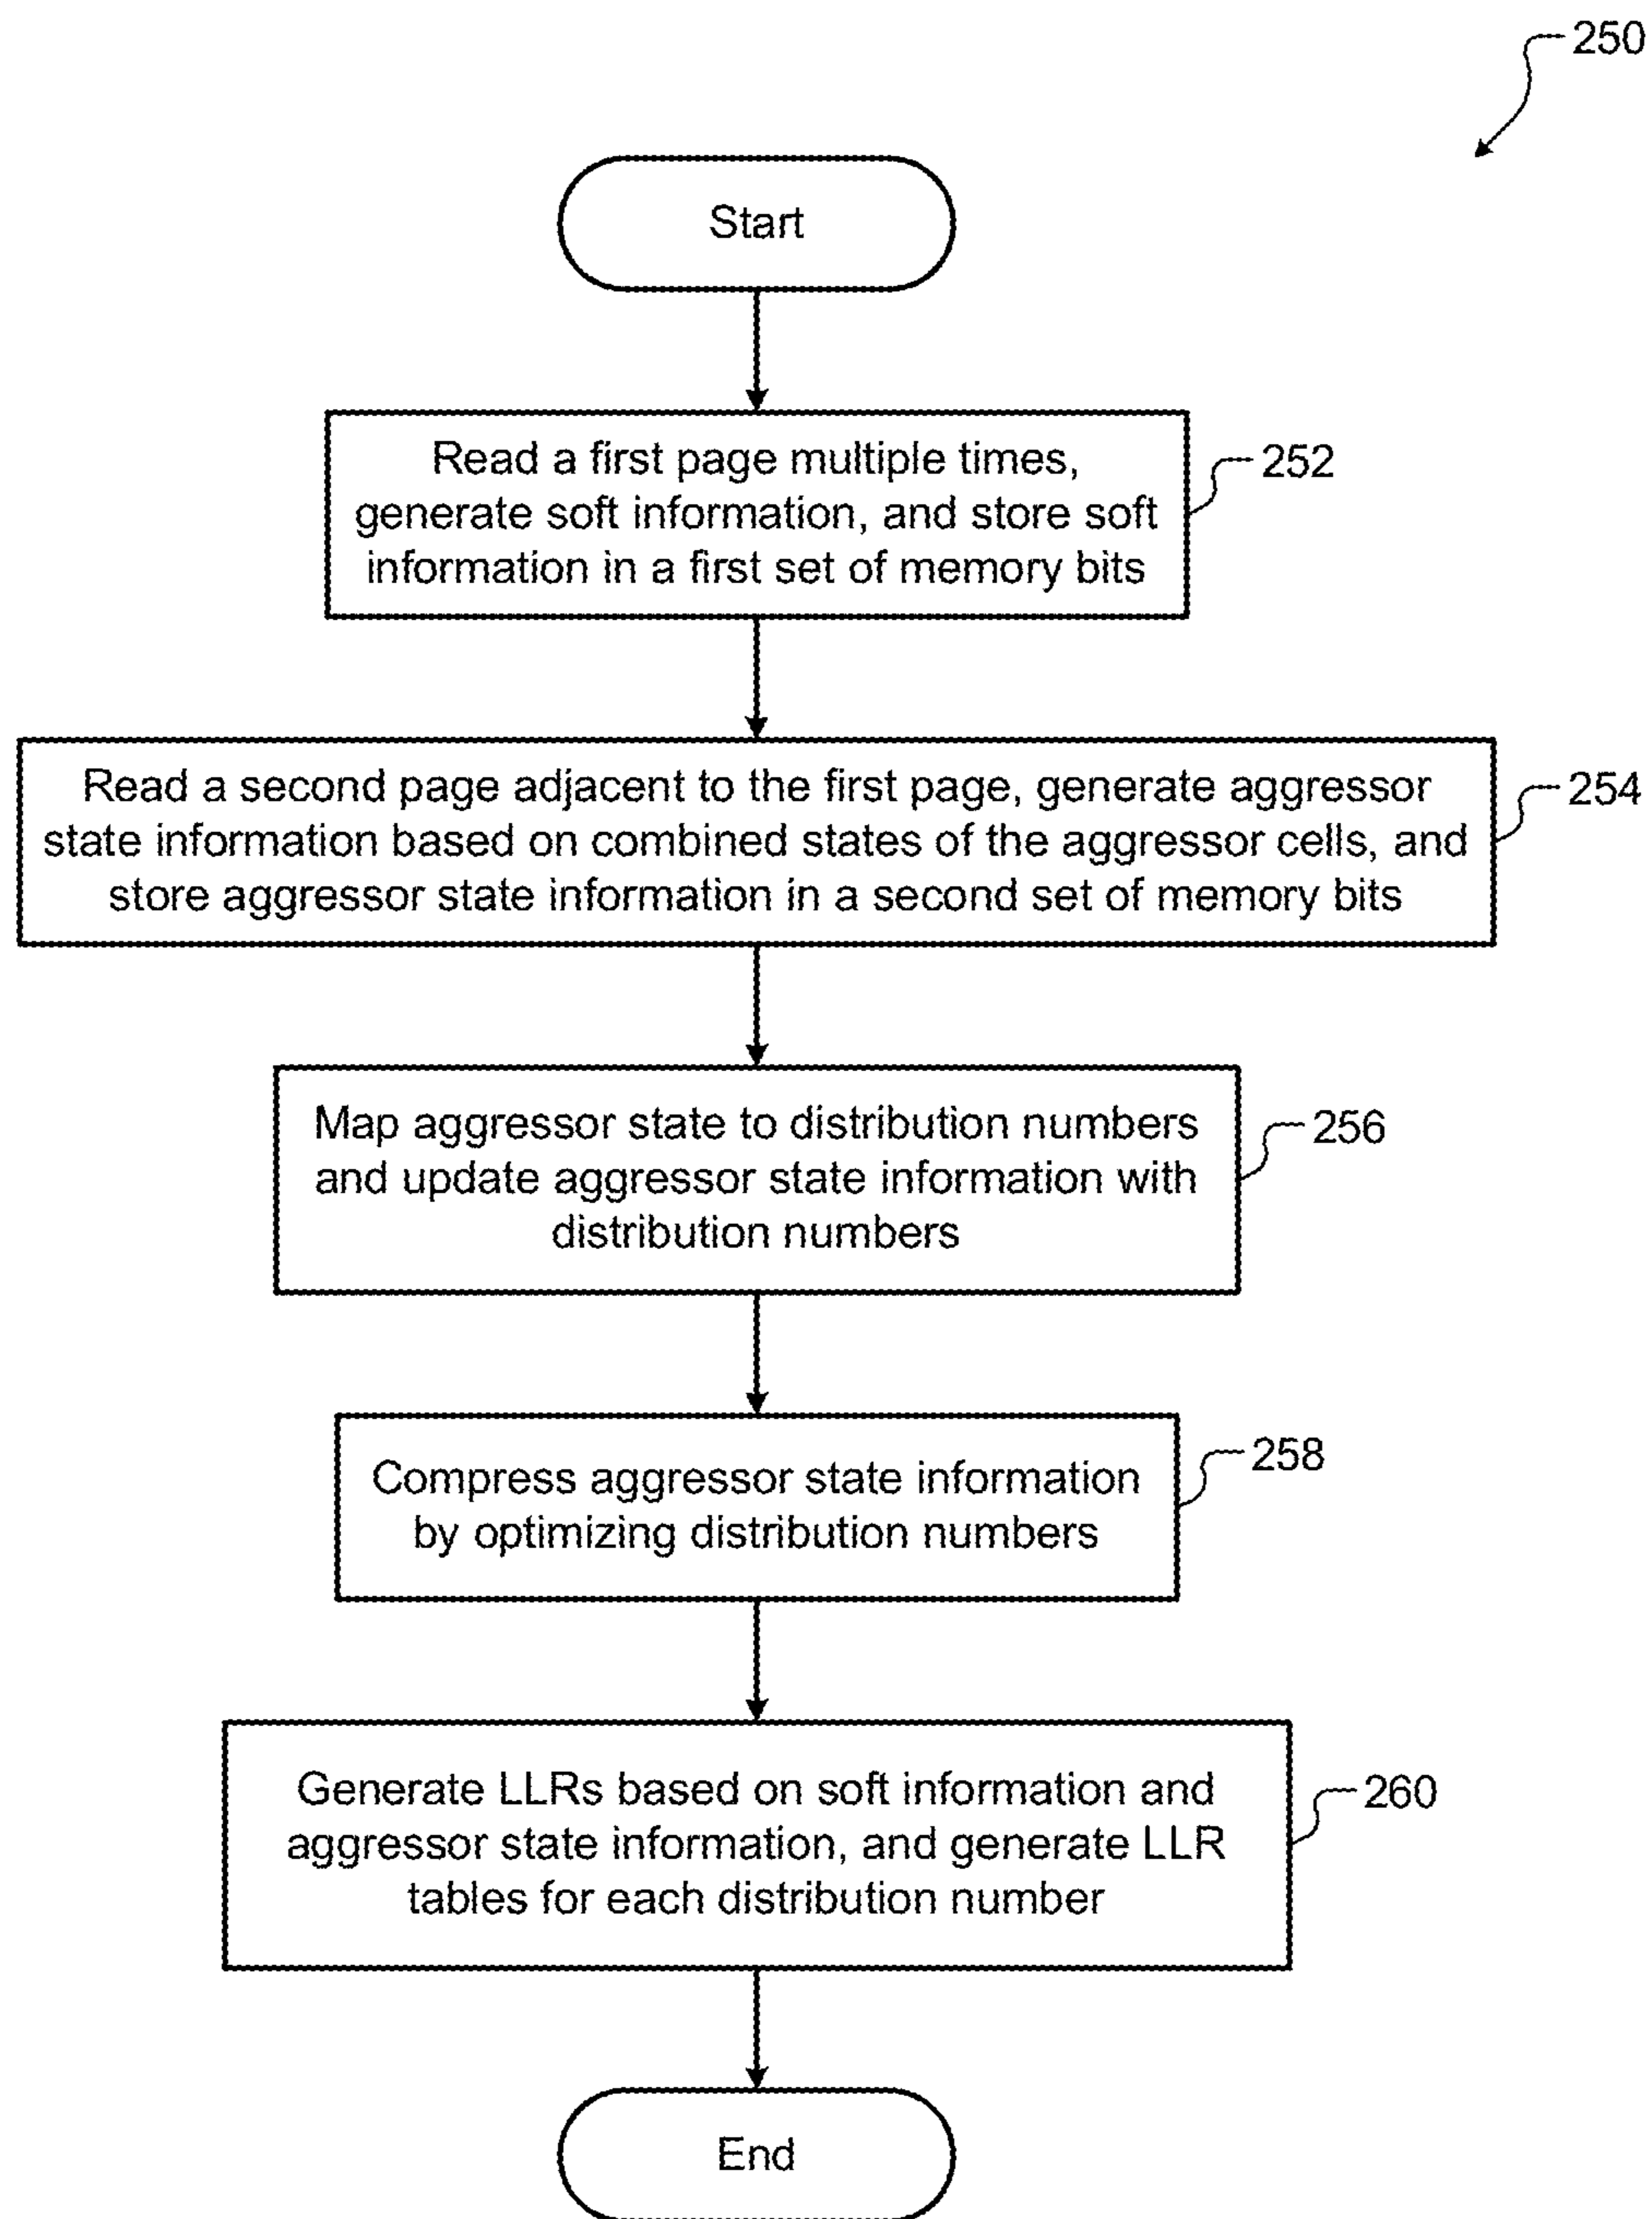 250
Start
Read a first page multiple times,
generate soft information, and store soft
information in a first set of memory bits
252
Read a second page adjacent to the first page, generate aggressor
state information based on combined states of the aggressor cells, and
store aggressor state information in a second set of memory bits
254
Map aggressor state to distribution numbers
and update aggressor state information with
distribution numbers
256
Compress aggressor state information
by optimizing distribution numbers
258
Generate LLRs based on soft information and
aggressor state information, and generate LLR
tables for each distribution number
260
End